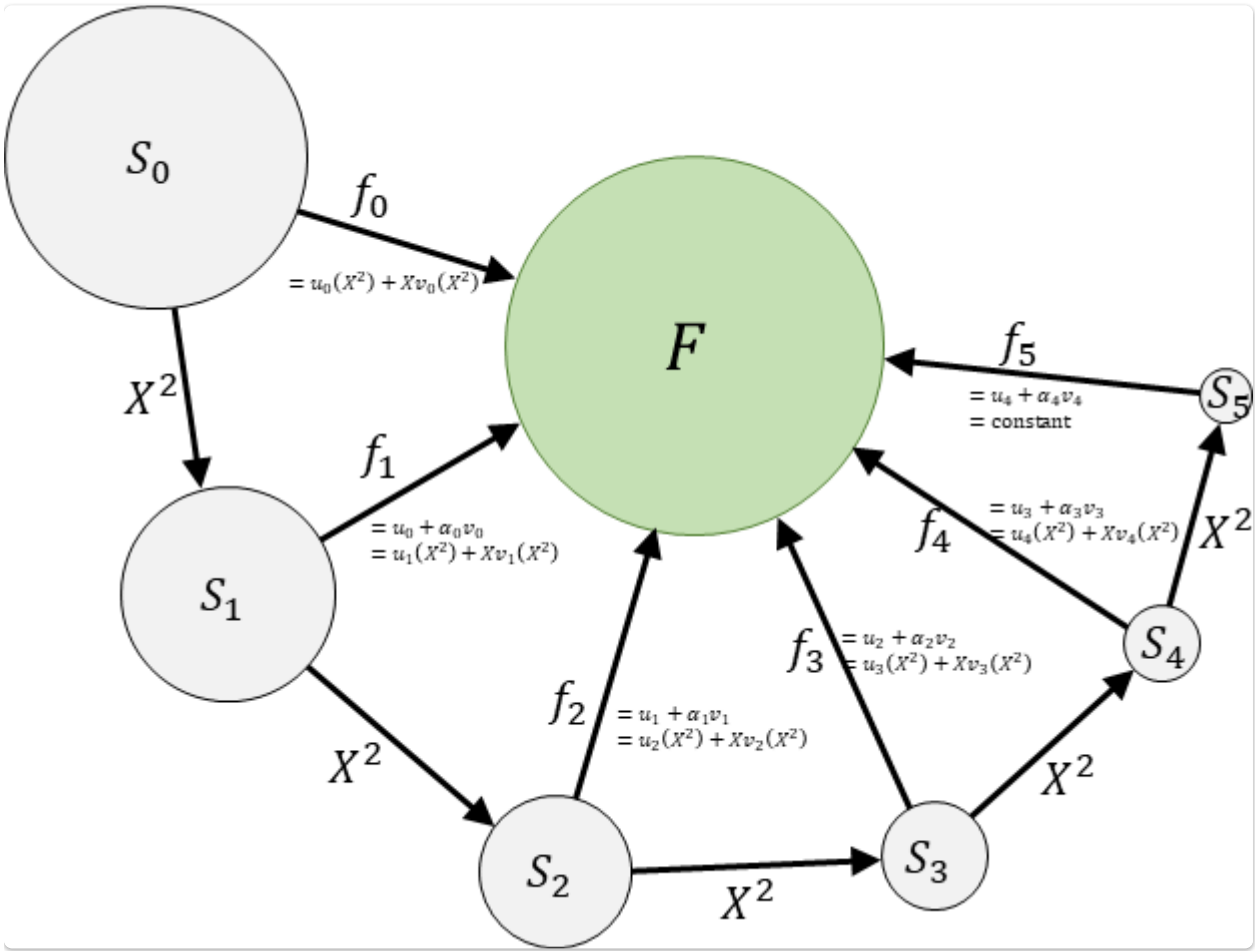 S₀
f₀
= u₀(X²) + Xv₀(X²)
X²
F
f₁
= u₀ + α₀v₀
= u₁(X²) + Xv₁(X²)
S₁
X²
f₂
= u₁ + α₁v₁
= u₂(X²) + Xv₂(X²)
S₂
X²
f₃
= u₂ + α₂v₂
= u₃(X²) + Xv₃(X²)
S₃
X²
f₄
= u₃ + α₃v₃
= u₄(X²) + Xv₄(X²)
S₄
X²
f₅
= u₄ + α₄v₄
= constant
S₅